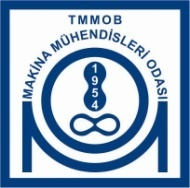 TMMOB
MAKİNA MÜHENDİSLERİ ODASI
1954